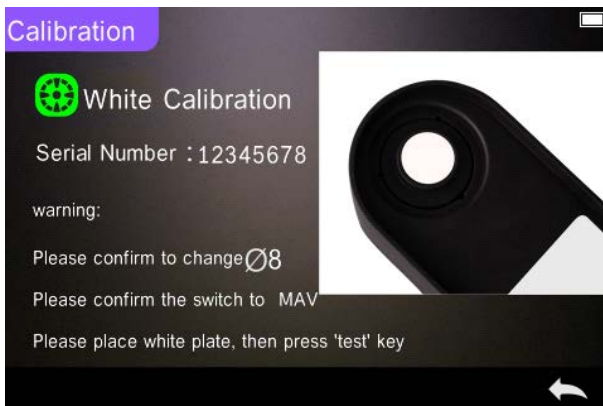 Calibration
White Calibration
Serial Number :12345678
warning:
Please confirm to change∅8
Please confirm the switch to MAV
Please place white plate, then press 'test' key